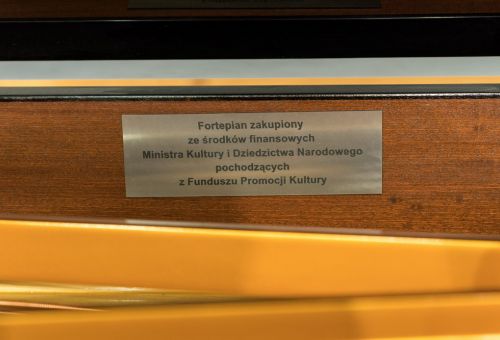 Fortepian zakupiony
ze środków finansowych
Ministra Kultury i Dziedzictwa Narodowego
pochodzących
z Funduszu Promocji Kultury